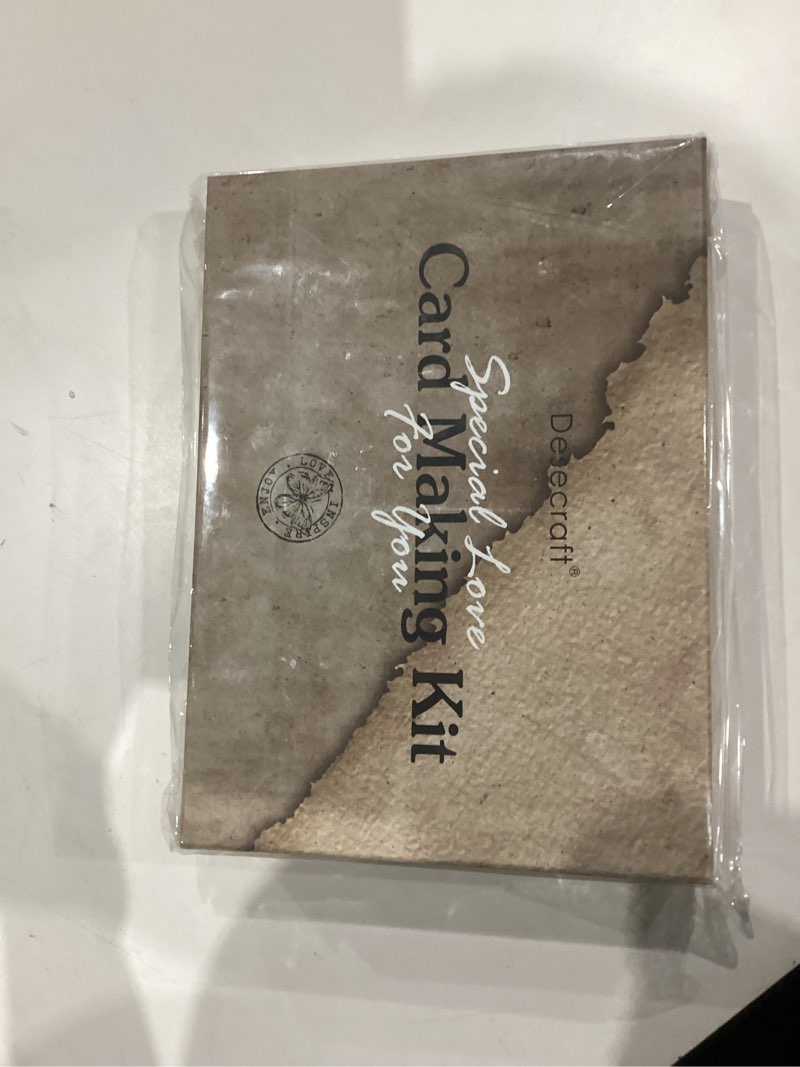 Desecraft®
Special Love
Card Making Kit
for You
LOVE · INSPIRE · ENJOY ·